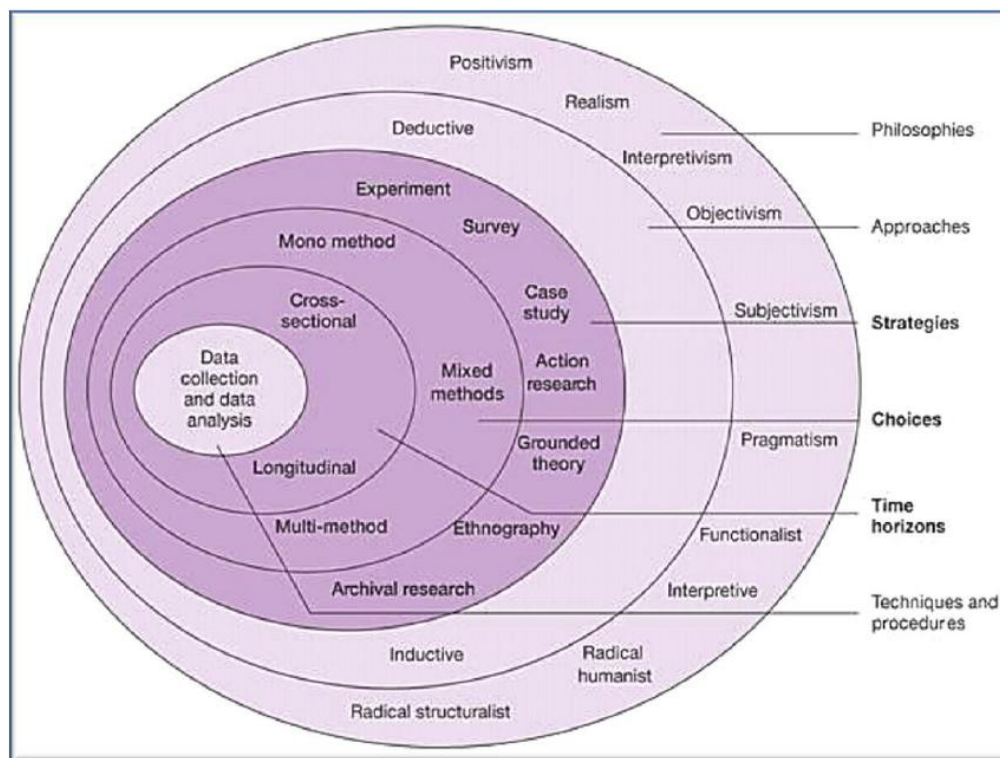 Positivism
Realism
Philosophies
Deductive
Interpretivism
Experiment
Objectivism
Survey
Approaches
Mono method
Case
study
Cross-
sectional
Subjectivism
Strategies
Data
collection
and data
analysis
Action
research
Mixed
methods
Choices
Grounded
theory
Pragmatism
Longitudinal
Time
horizons
Multi-method
Ethnography
Functionalist
Archival research
Interpretive
Techniques and
procedures
Inductive
Radical
humanist
Radical structuralist